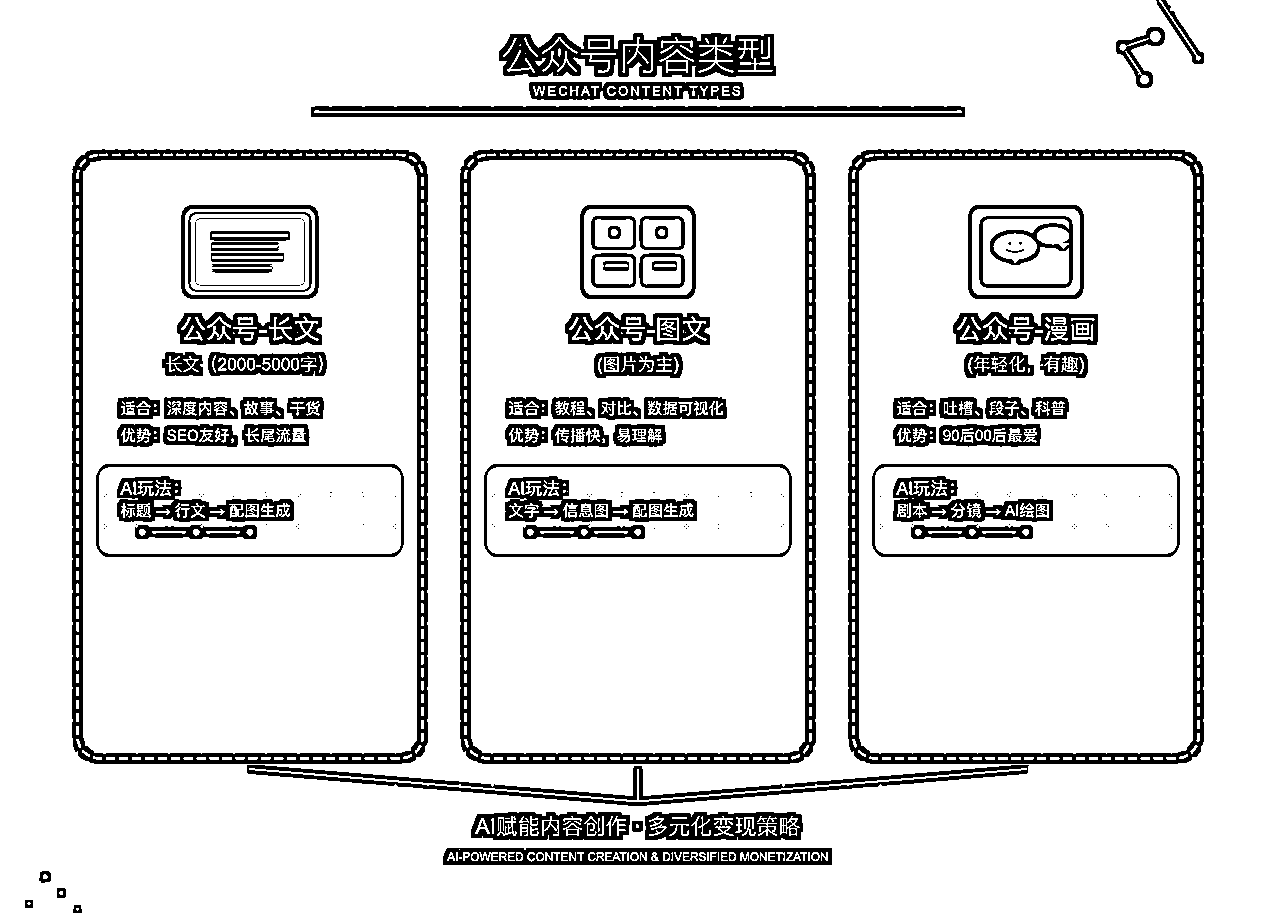 公众号内容类型
WECHAT CONTENT TYPES
公众号-长文
长文（2000-5000字）
适合：深度内容、故事、干货
优势：SEO友好，长尾流量
AI玩法：
标题→行文→配图生成
公众号-图文
(图片为主)
适合：教程、对比、数据可视化
优势：传播快，易理解
AI玩法：
文字→信息图→配图生成
公众号-漫画
(年轻化，有趣)
适合：吐槽、段子、科普
优势：90后00后最爱
AI玩法：
剧本→分镜→AI绘图
AI赋能内容创作·多元化变现策略
AI-POWERED CONTENT CREATION & DIVERSIFIED MONETIZATION